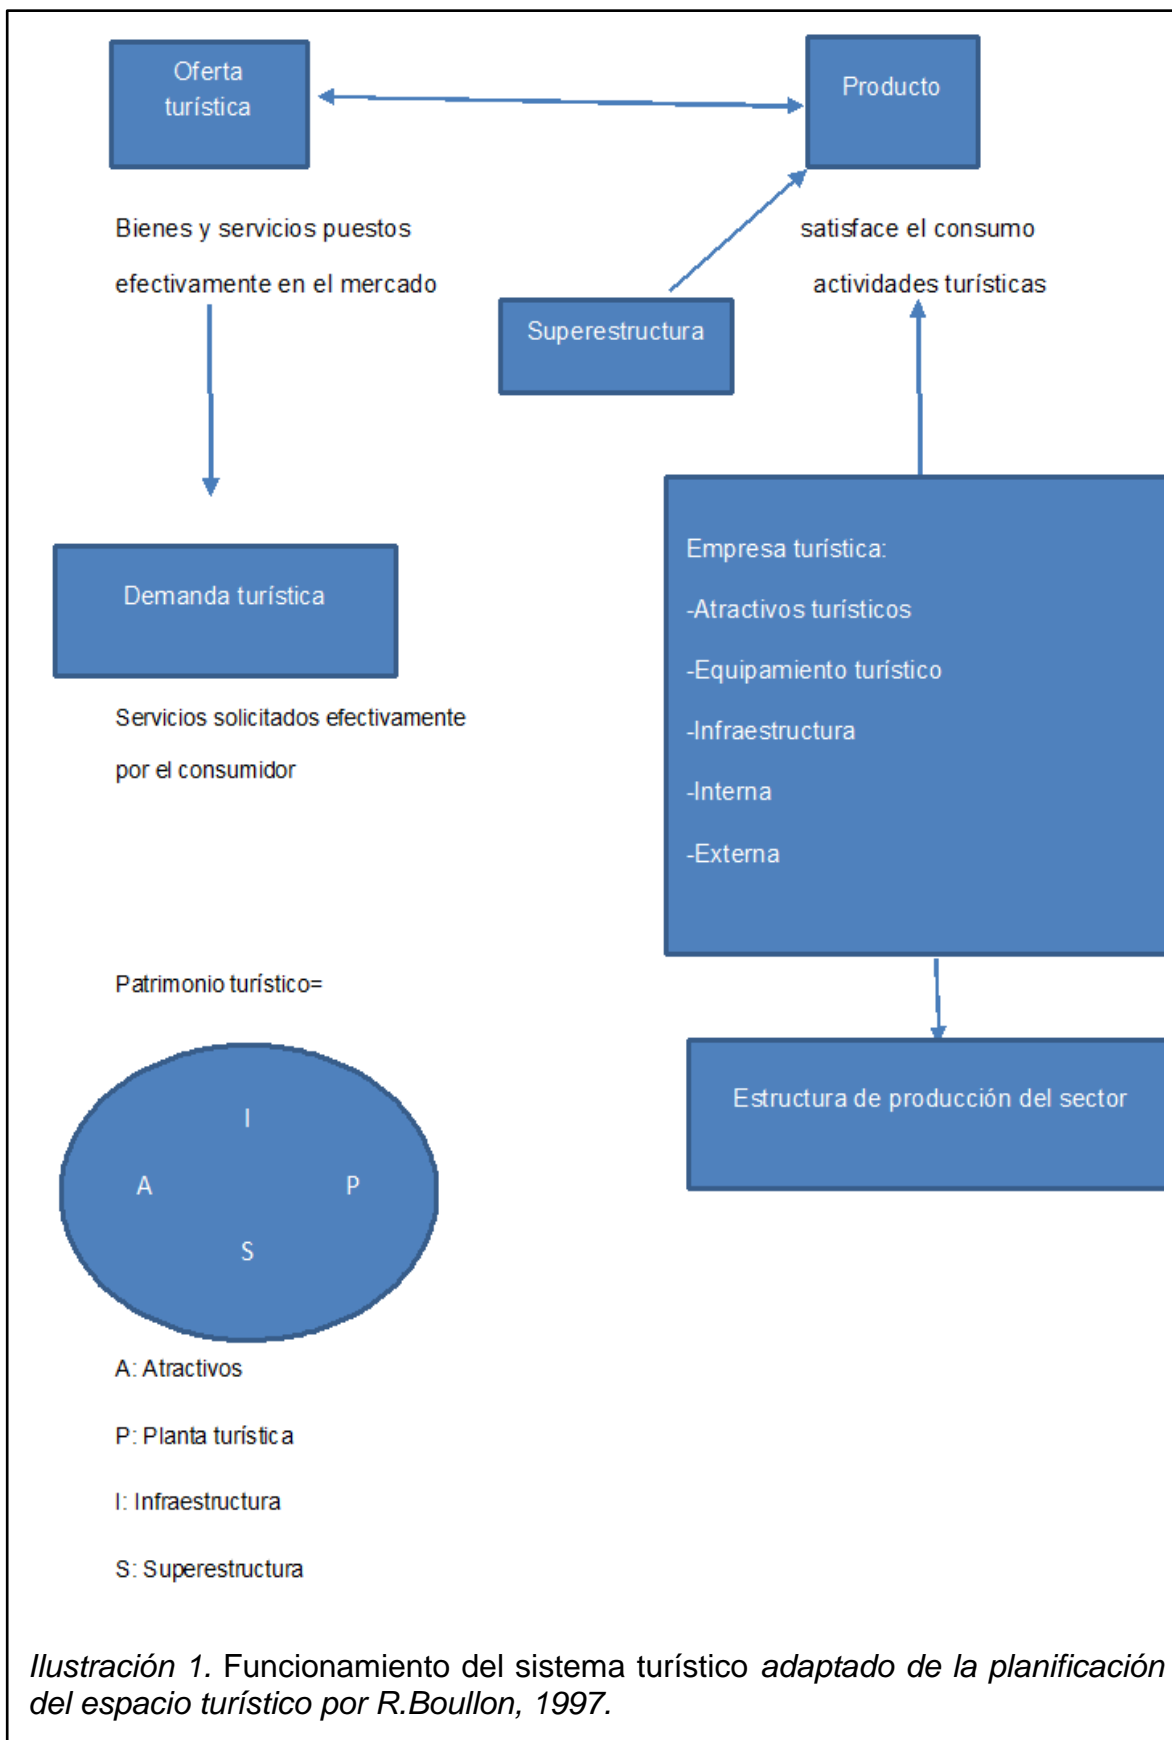 Oferta
turística
Producto
Bienes y servicios puestos
efectivamente en el mercado
satisface el consumo
actividades turísticas
Superestructura
Demanda turística
Servicios solicitados efectivamente
por el consumidor
Empresa turística:
-Atractivos turísticos
-Equipamiento turístico
-Infraestructura
-Interna
-Externa
Estructura de producción del sector
Patrimonio turístico=
I
A P
S
A: Atractivos
P: Planta turística
I: Infraestructura
S: Superestructura
Ilustración 1. Funcionamiento del sistema turístico adaptado de la planificación
del espacio turístico por R.Boullon, 1997.